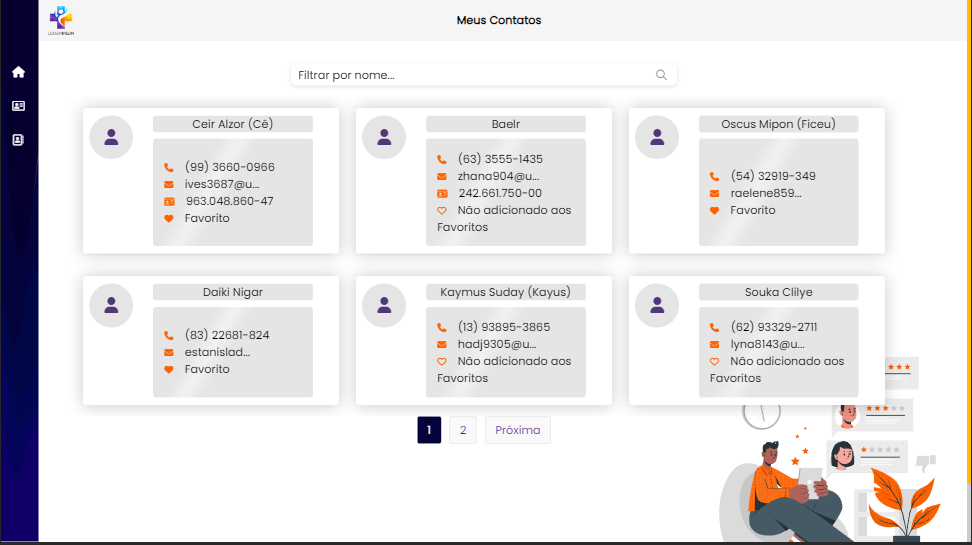 LOREMIPSUM
Meus Contatos
Filtrar por nome...
Ceir Alzor (Cê)
(99) 3660-0966
ives3687@u...
963.048.860-47
Favorito
Baelr
(63) 3555-1435
zhana904@u...
242.661.750-00
Não adicionado aos
Favoritos
Oscus Mipon (Ficeu)
(54) 32919-349
raelene859...
Favorito
Daiki Nigar
(83) 22681-824
estanislad...
Favorito
Kaymus Suday (Kayus)
(13) 93895-3865
hadj9305@u...
Não adicionado aos
Favoritos
Souka Clilye
(62) 93329-2711
lyna8143@u...
Não adicionado aos
Favoritos
1 2 Próxima